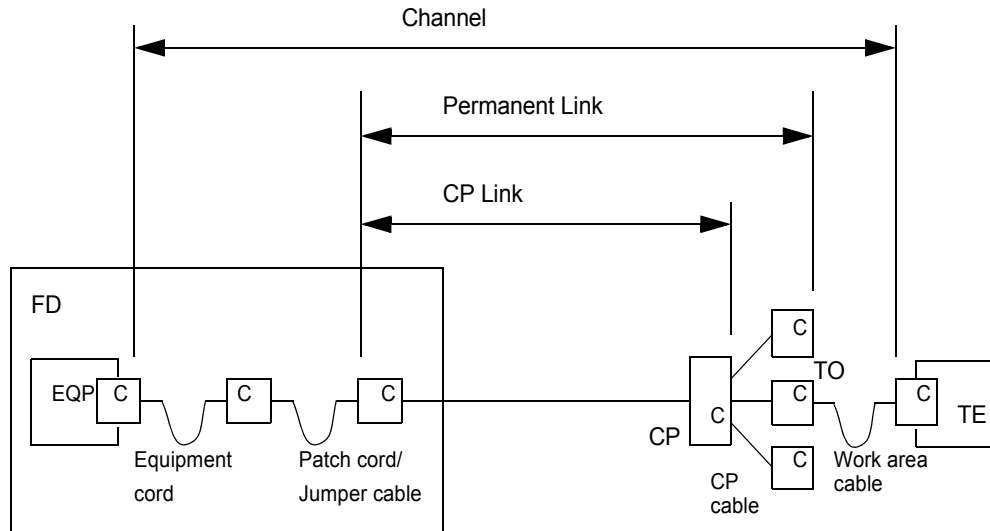 Channel
Permanent Link
CP Link
FD
EQP
C
C
C
C
C
C
C
C
TO
CP
TE
Equipment
cord
Patch cord/
Jumper cable
CP
cable
Work area
cable